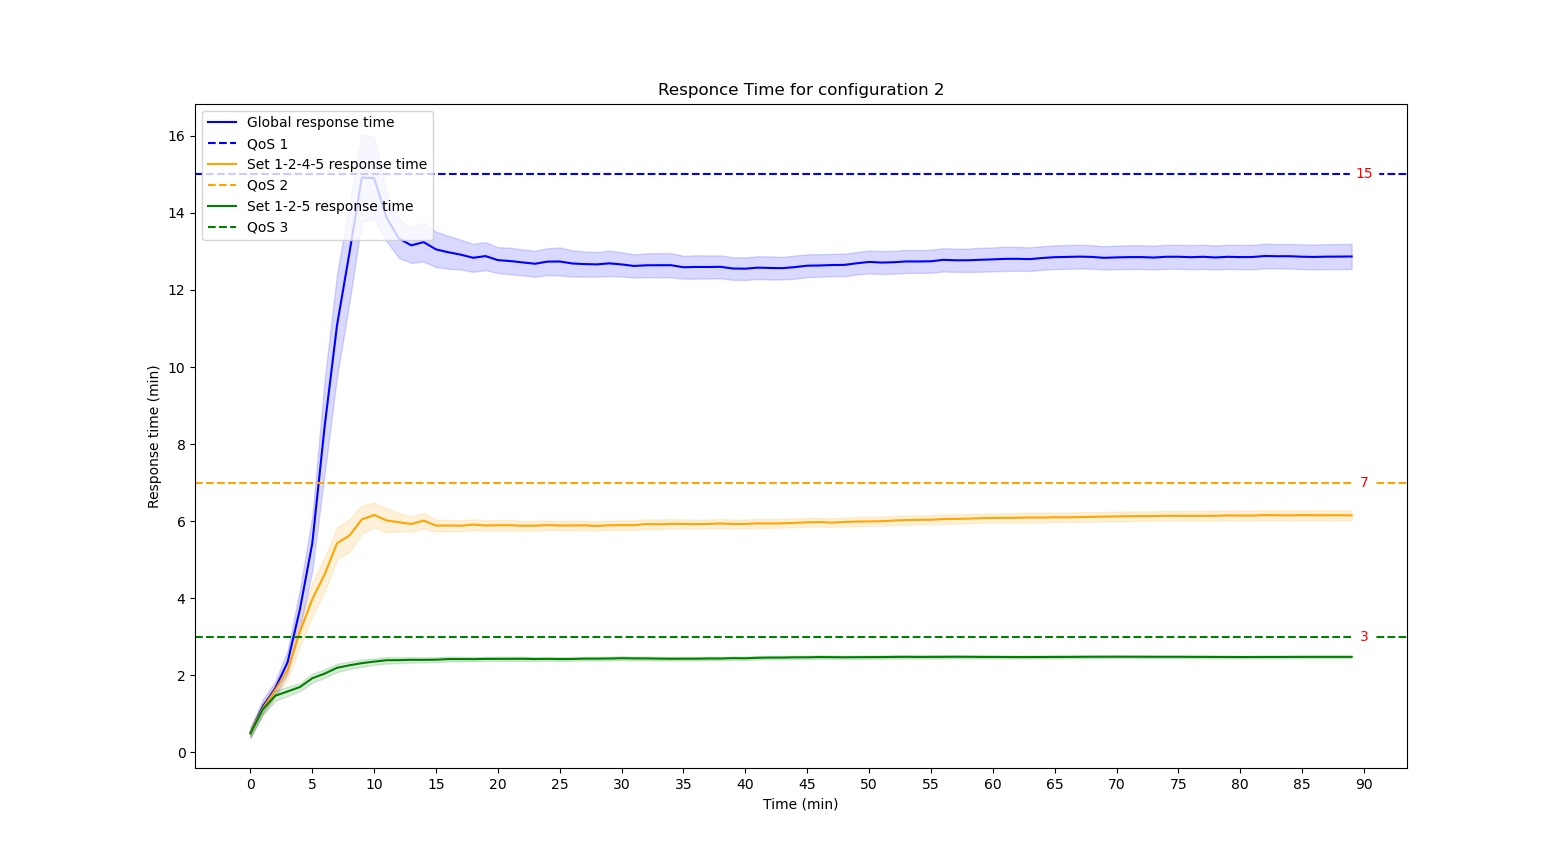 Responce Time for configuration 2
Global response time
QoS 1
Set 1-2-4-5 response time
QoS 2
Set 1-2-5 response time
QoS 3
16
15
14
12
10
8
7
6
4
3
2
0
Response time (min)
0 5 10 15 20 25 30 35 40 45 50 55 60 65 70 75 80 85 90
Time (min)